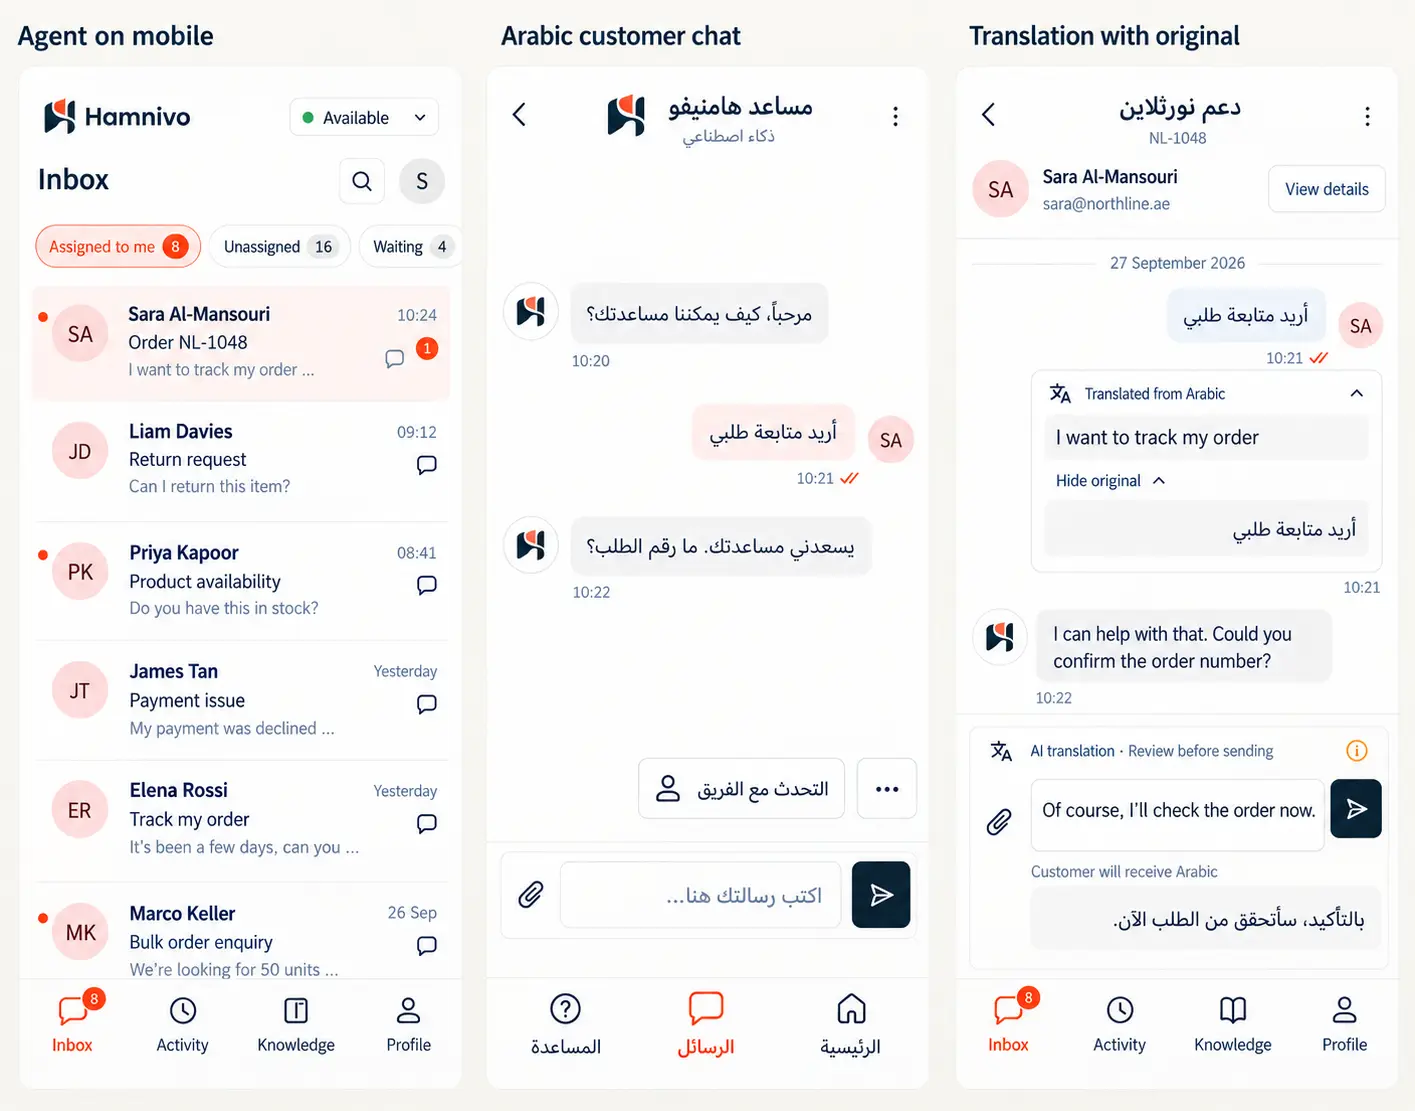 Agent on mobile
Hamnivo
Available
Inbox
S
Assigned to me 8
Unassigned 16
Waiting 4
SA
Sara Al-Mansouri
10:24
Order NL-1048
1
I want to track my order ...
JD
Liam Davies
09:12
Return request
Can I return this item?
PK
Priya Kapoor
08:41
Product availability
Do you have this in stock?
JT
James Tan
Yesterday
Payment issue
My payment was declined ...
ER
Elena Rossi
Yesterday
Track my order
It's been a few days, can you ...
MK
Marco Keller
26 Sep
Bulk order enquiry
We're looking for 50 units ...
8
Inbox
Activity
Knowledge
Profile
Arabic customer chat
مساعد هامنيفو
ذكاء اصطناعي
مرحباً، كيف يمكننا مساعدتك؟
10:20
أريد متابعة طلبي
SA
10:21
يسعدني مساعدتك. ما رقم الطلب؟
10:22
التحدث مع الفريق
اكتب رسالتك هنا...
المساعدة
الرسائل
الرئيسية
Translation with original
دعم نورثلاين
NL-1048
SA
Sara Al-Mansouri
sara@northline.ae
View details
27 September 2026
أريد متابعة طلبي
SA
10:21
Translated from Arabic
I want to track my order
Hide original
أريد متابعة طلبي
10:21
I can help with that. Could you
confirm the order number?
10:22
AI translation · Review before sending
Of course, I'll check the order now.
Customer will receive Arabic
بالتأكيد، سأتحقق من الطلب الآن.
8
Inbox
Activity
Knowledge
Profile